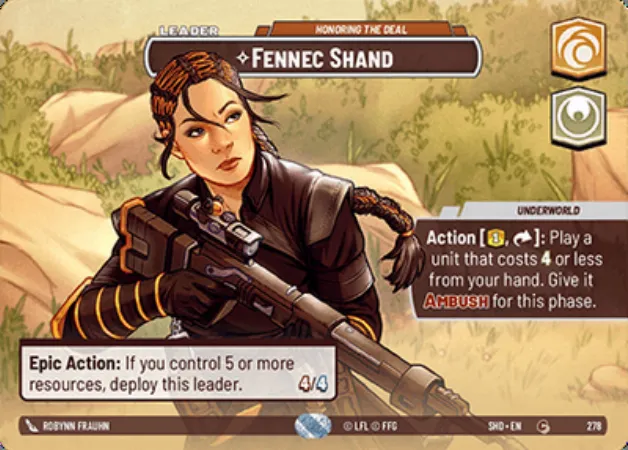 LEADER
HONORING THE DEAL
FENNEC SHAND
UNDERWORLD
Action [1, ]: Play a
unit that costs 4 or less
from your hand. Give it
AMBUSH for this phase.
Epic Action: If you control 5 or more
resources, deploy this leader.
4/4
ROBYNN FRAUHN
© LFL © FFG
SHD • EN
G
278